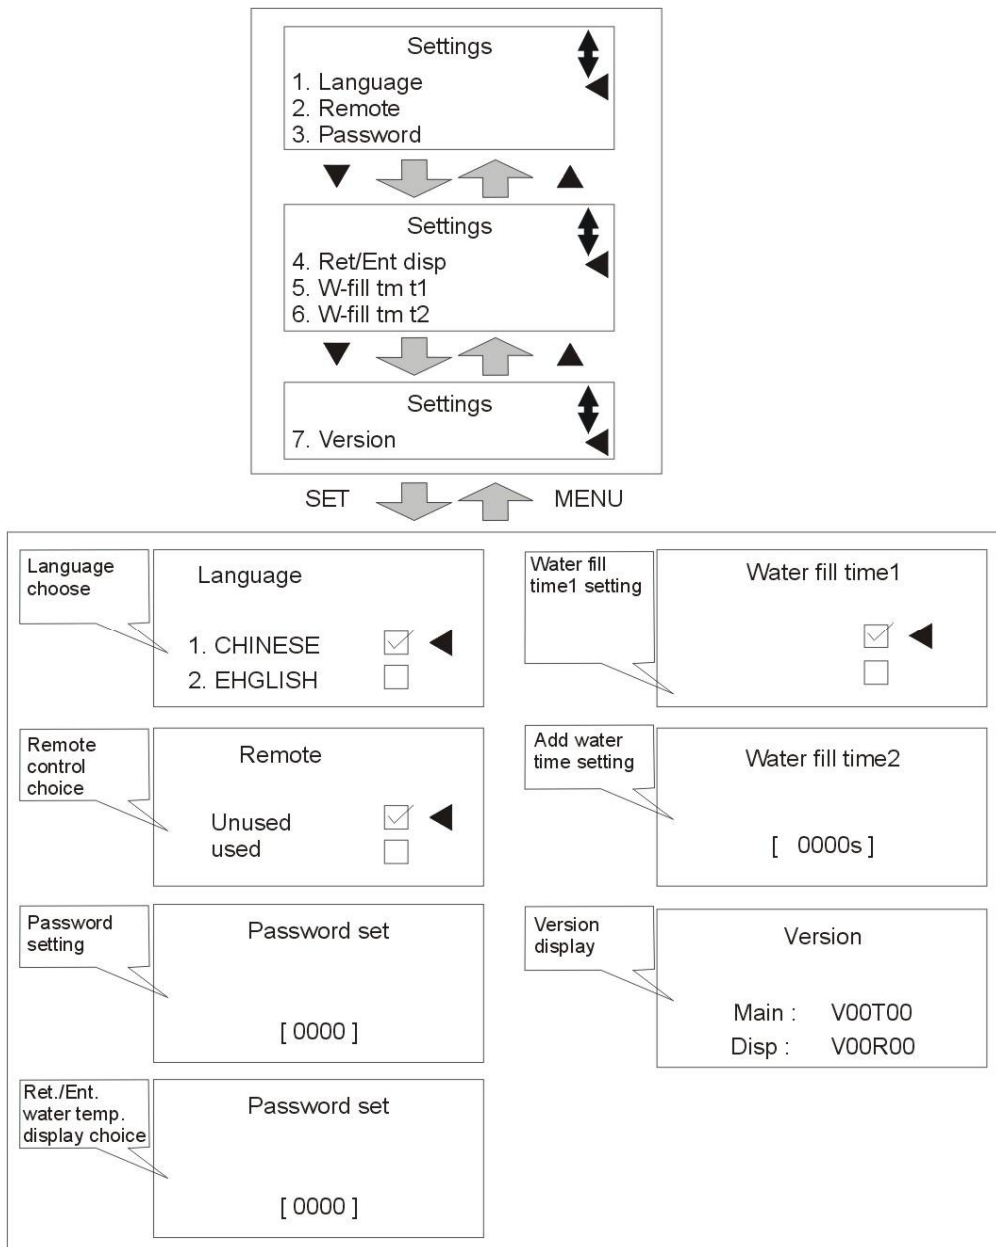 Settings
1. Language
2. Remote
3. Password
Settings
4. Ret/Ent disp
5. W-fill tm t1
6. W-fill tm t2
Settings
7. Version
SET
MENU
Language
choose
Language
1. CHINESE
2. EHGLISH
Remote
control
choice
Remote
Unused
used
Password
setting
Password set
[ 0000 ]
Ret./Ent.
water temp.
display choice
Password set
[ 0000 ]
Water fill
time1 setting
Water fill time1
Add water
time setting
Water fill time2
[ 0000s ]
Version
display
Version
Main : V00T00
Disp : V00R00